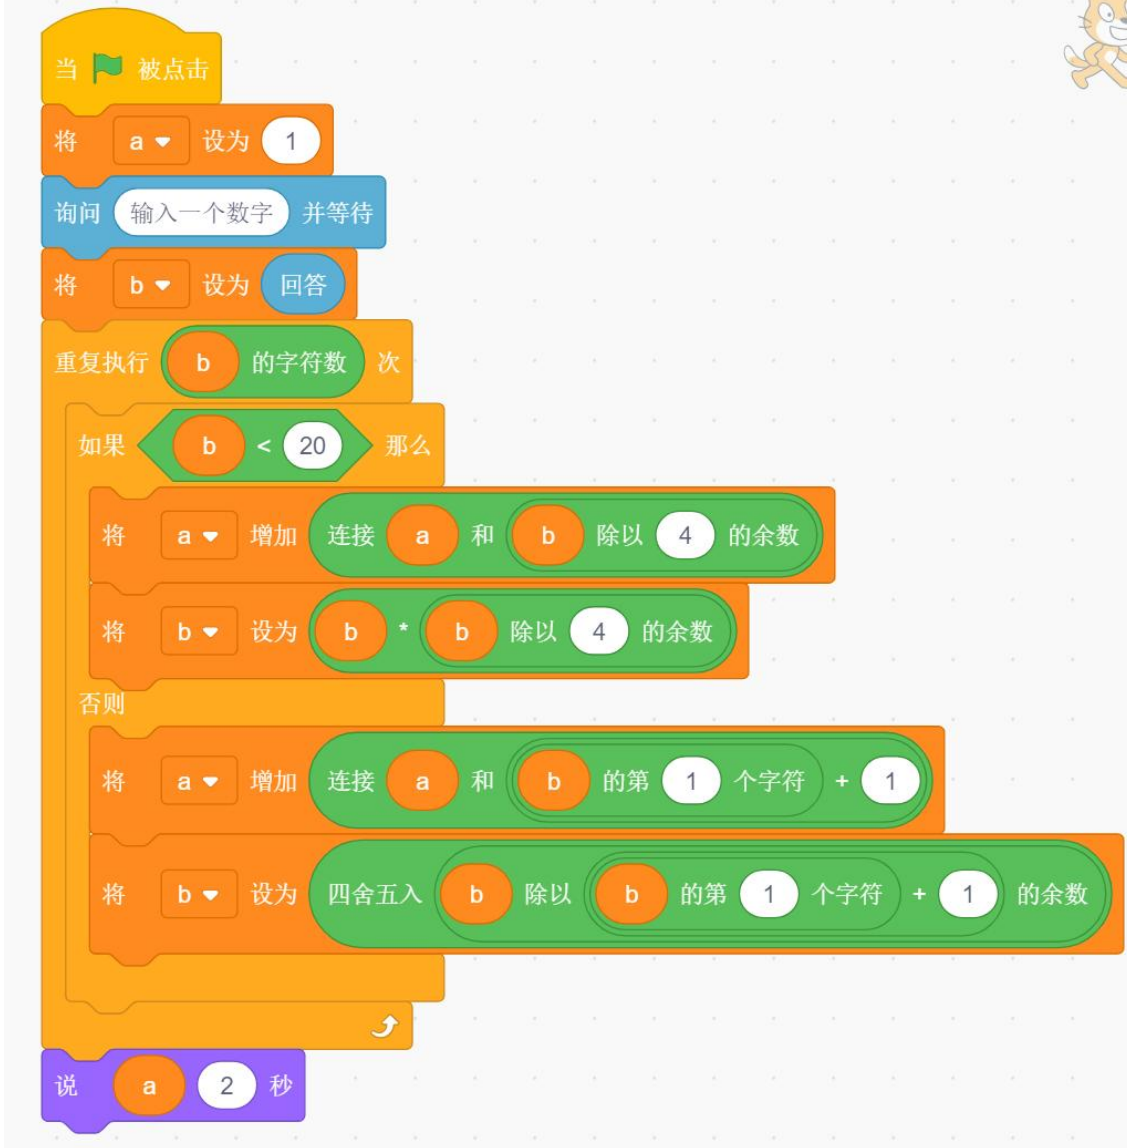 当 被点击
将 a 设为 1
询问 输入一个数字 并等待
将 b 设为 回答
重复执行 b 的字符数 次
如果 b < 20 那么
将 a 增加 连接 a 和 b 除以 4 的余数
将 b 设为 b * b 除以 4 的余数
否则
将 a 增加 连接 a 和 b 的第 1 个字符 + 1
将 b 设为 四舍五入 b 除以 b 的第 1 个字符 + 1 的余数
说 a 2 秒